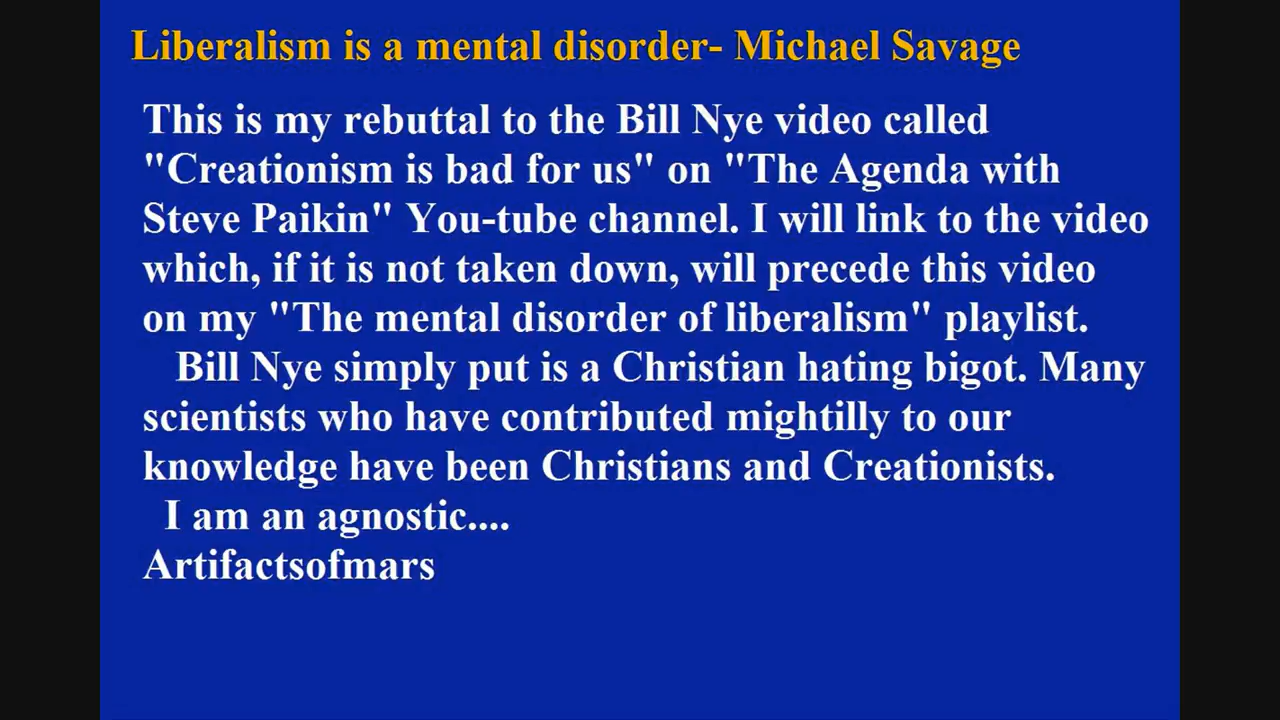 Liberalism is a mental disorder- Michael Savage
This is my rebuttal to the Bill Nye video called
"Creationism is bad for us" on "The Agenda with
Steve Paikin" You-tube channel. I will link to the video
which, if it is not taken down, will precede this video
on my "The mental disorder of liberalism" playlist.
Bill Nye simply put is a Christian hating bigot. Many
scientists who have contributed mightilly to our
knowledge have been Christians and Creationists.
I am an agnostic....
Artifactsofmars